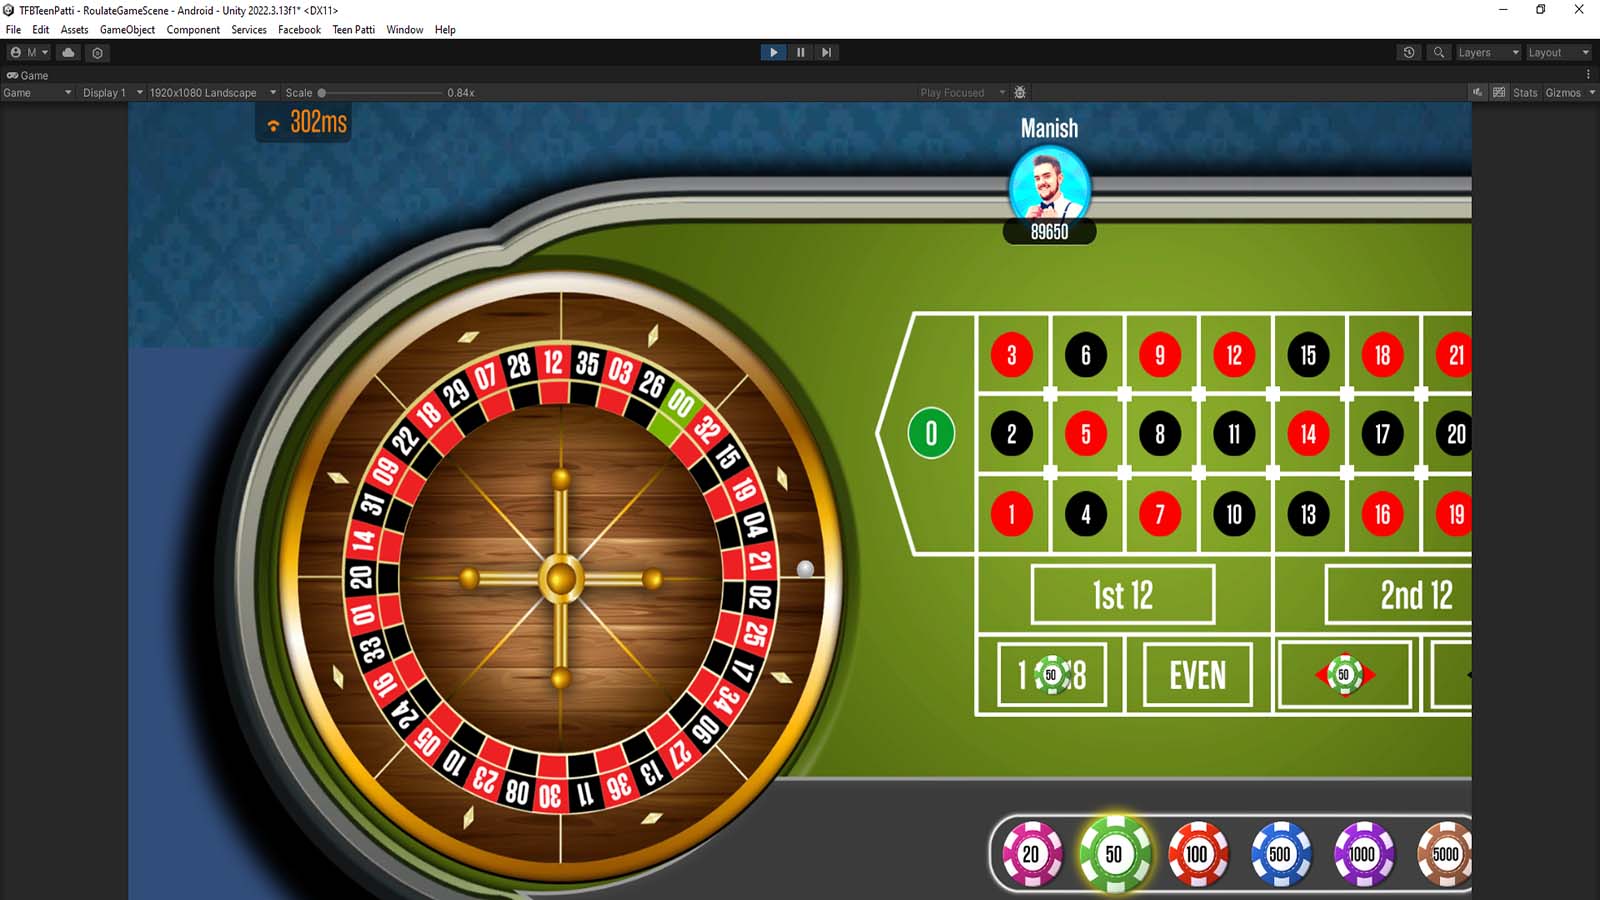 TFBTeenPatti - RoulateGameScene - Android - Unity 2022.3.13f1* <DX11>
File Edit Assets GameObject Component Services Facebook Teen Patti Window Help
M
Layers Layout
Game
Game Display 1 1920x1080 Landscape Scale 0.84x Play Focused Stats Gizmos
302ms
Manish
89650
3 6 9 12 15 18 21
0 2 5 8 11 14 17 20
1 4 7 10 13 16 19
1st 12 2nd 12
1 50 8 EVEN 50
20 50 100 500 1000 5000
00 32 15 19 04 21 02 25 17 34 06 27 13 36 11 30 08 23 10 05 24 16 33 01 20 14 31 09 22 18 29 07 28 12 35 03 26